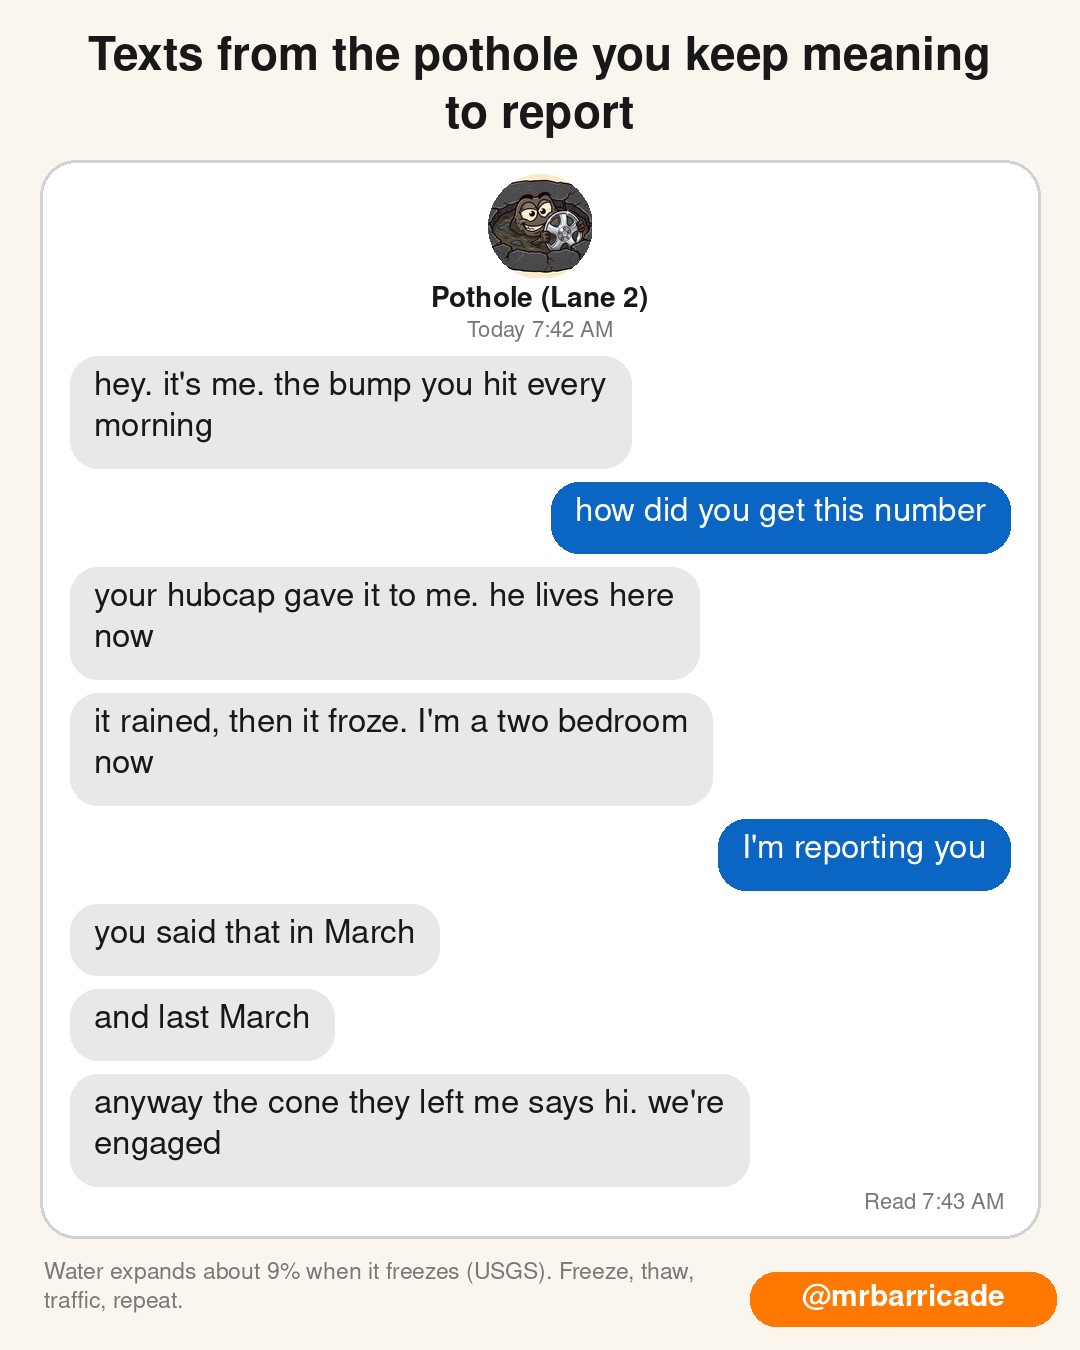 Texts from the pothole you keep meaning
to report
Pothole (Lane 2)
Today 7:42 AM
hey. it's me. the bump you hit every
morning
how did you get this number
your hubcap gave it to me. he lives here
now
it rained, then it froze. I'm a two bedroom
now
I'm reporting you
you said that in March
and last March
anyway the cone they left me says hi. we're
engaged
Read 7:43 AM
Water expands about 9% when it freezes (USGS). Freeze, thaw,
traffic, repeat.
@mrbarricade